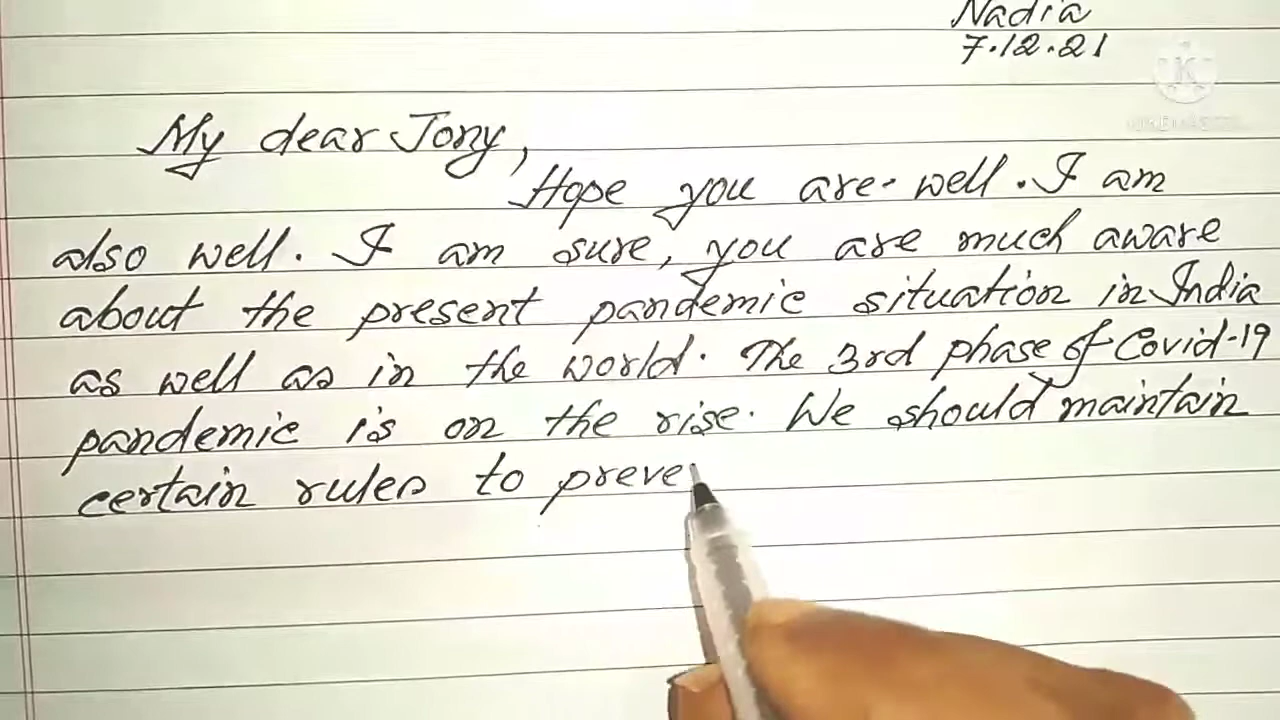 Nadia
7.12.21
My dear Jony,
Hope you are well. I am
also well. I am sure, you are much aware
about the present pandemic situation in India
as well as in the world. The 3rd phase of Covid-19
pandemic is on the rise. We should maintain
certain rules to preve